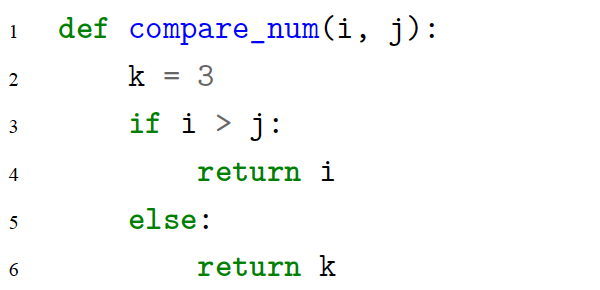 1 def compare_num(i, j):
2     k = 3
3     if i > j:
4         return i
5     else:
6         return k